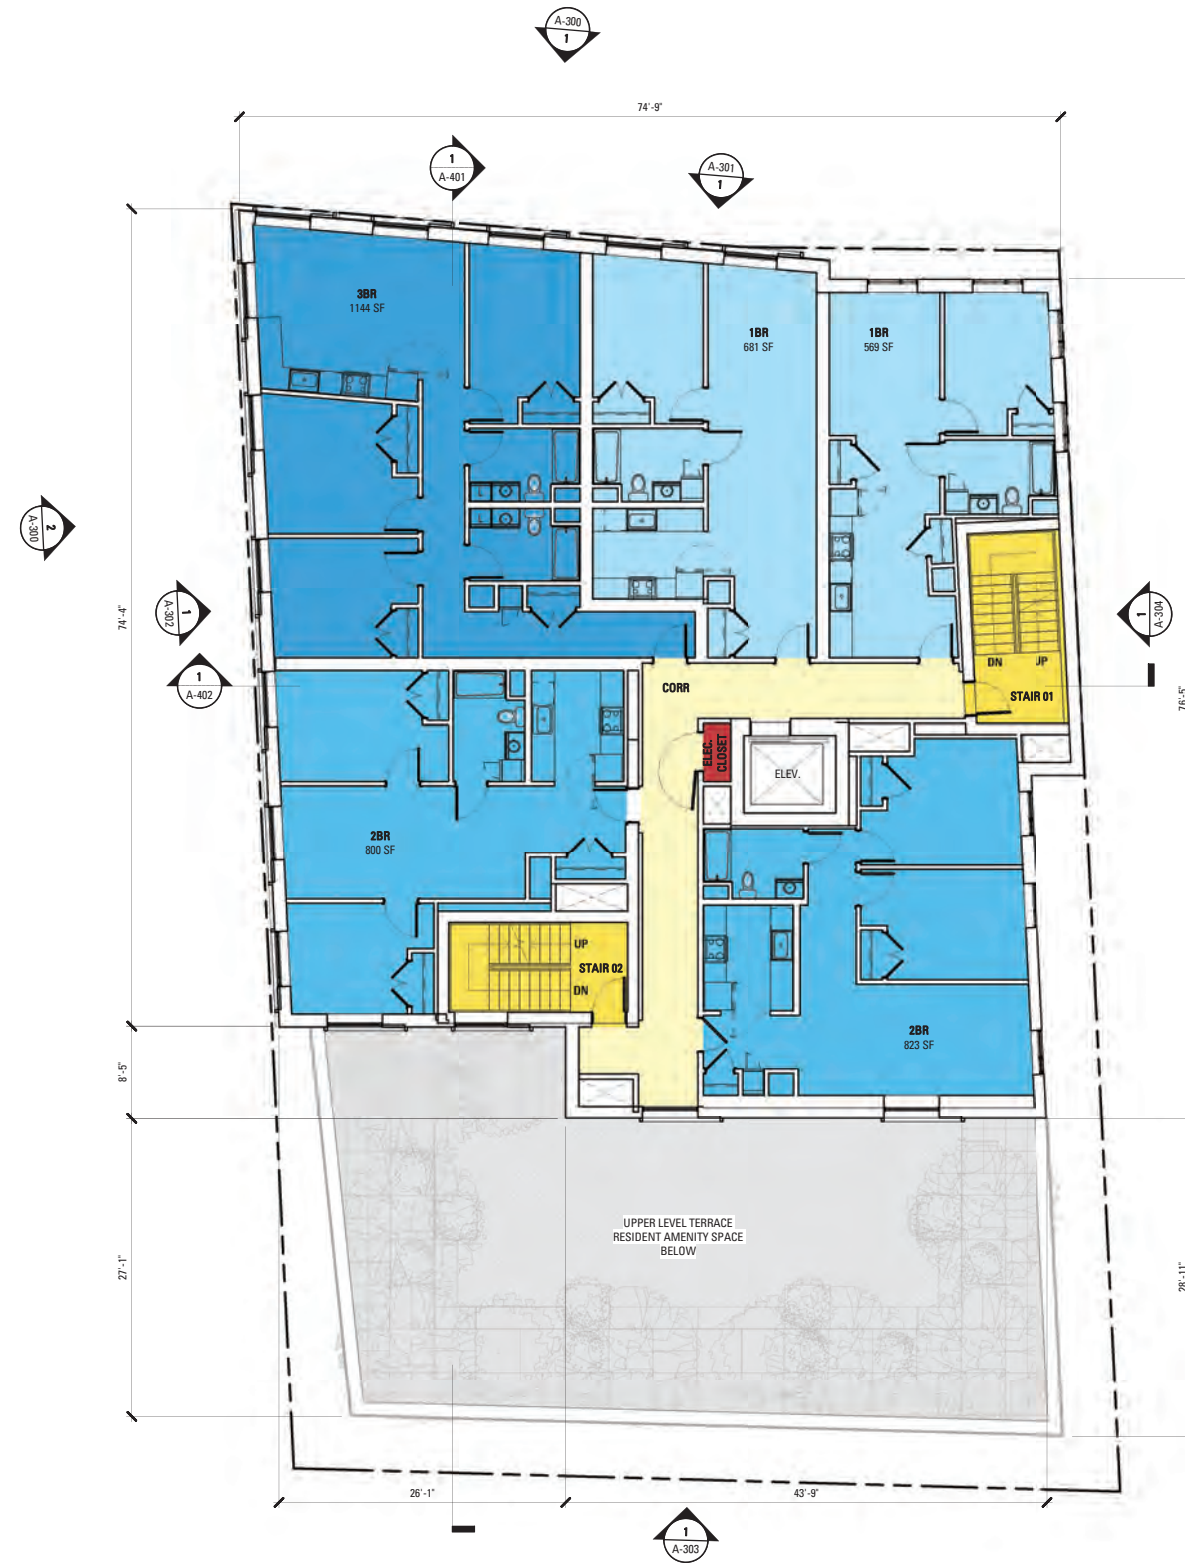 A-300
1
74'-9"
1
A-401
A-301
1
3BR
1144 SF
1BR
681 SF
1BR
569 SF
2
A-300
74'-4"
1
A-302
1
A-304
1
A-402
DN
UP
STAIR 01
CORR
76'-5"
ELEC.
CLOSET
ELEV.
2BR
800 SF
L
L
UP
STAIR 02
DN
2BR
823 SF
8'-5"
UPPER LEVEL TERRACE
RESIDENT AMENITY SPACE
BELOW
27'-1"
28'-11"
26'-1"
43'-9"
1
A-303